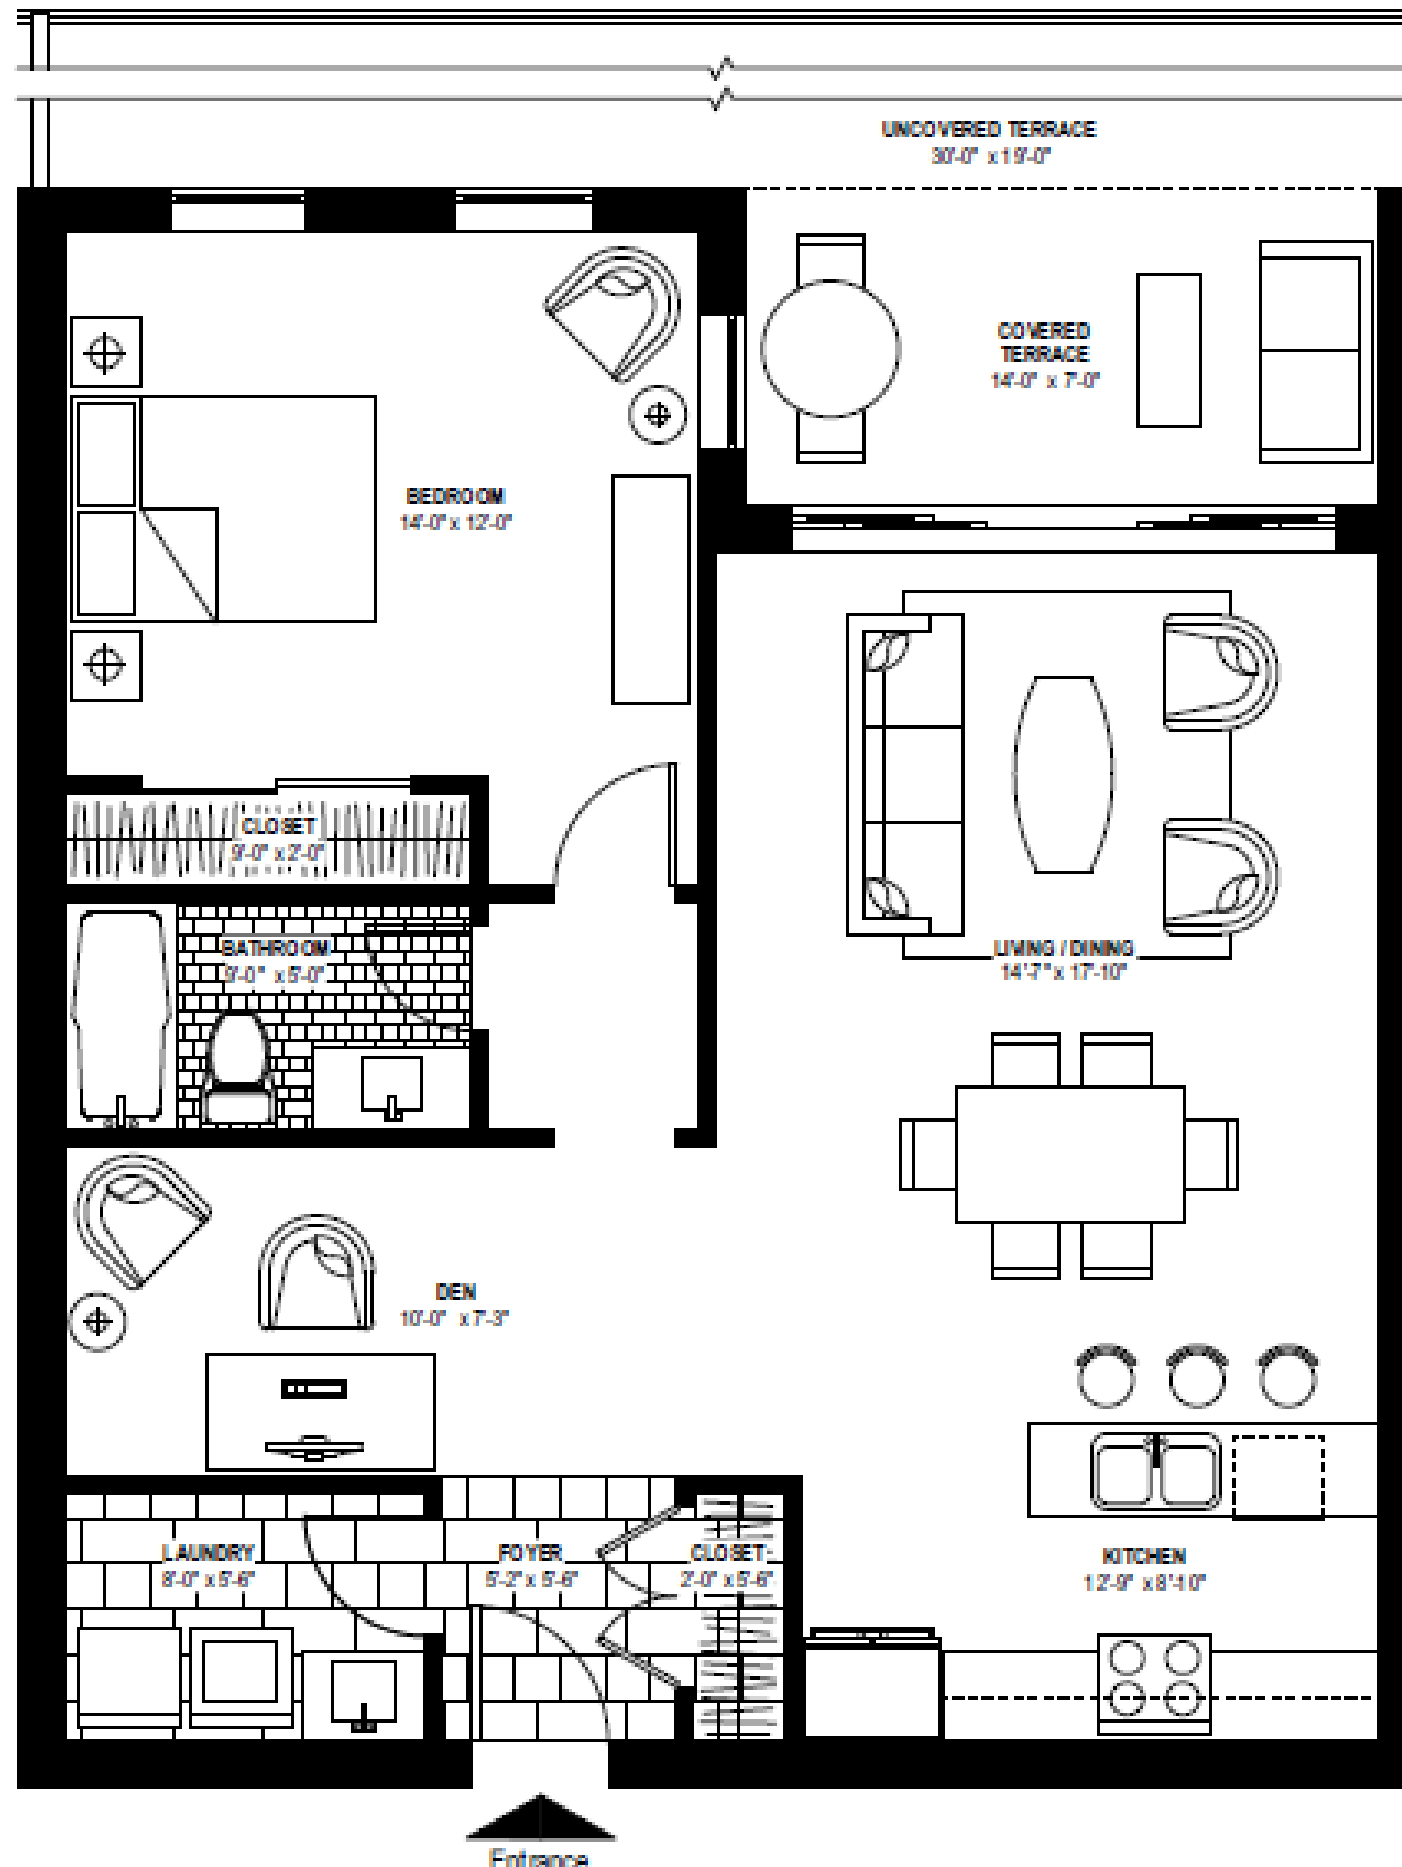 UNCOVERED TERRACE
30'-0" x 19'-0"
COVERED
TERRACE
14'-0" x 7'-0"
BEDROOM
14'-0" x 12'-0"
CLOSET
9'-0" x 2'-0"
BATHROOM
9'-0" x 5'-0"
LIVING / DINING
14'-7" x 17'-10"
DEN
10'-0" x 7'-3"
LAUNDRY
8'-0" x 5'-6"
FOYER
5'-2" x 5'-6"
CLOSET
2'-0" x 5'-6"
KITCHEN
12'-9" x 8'-10"
Entrance